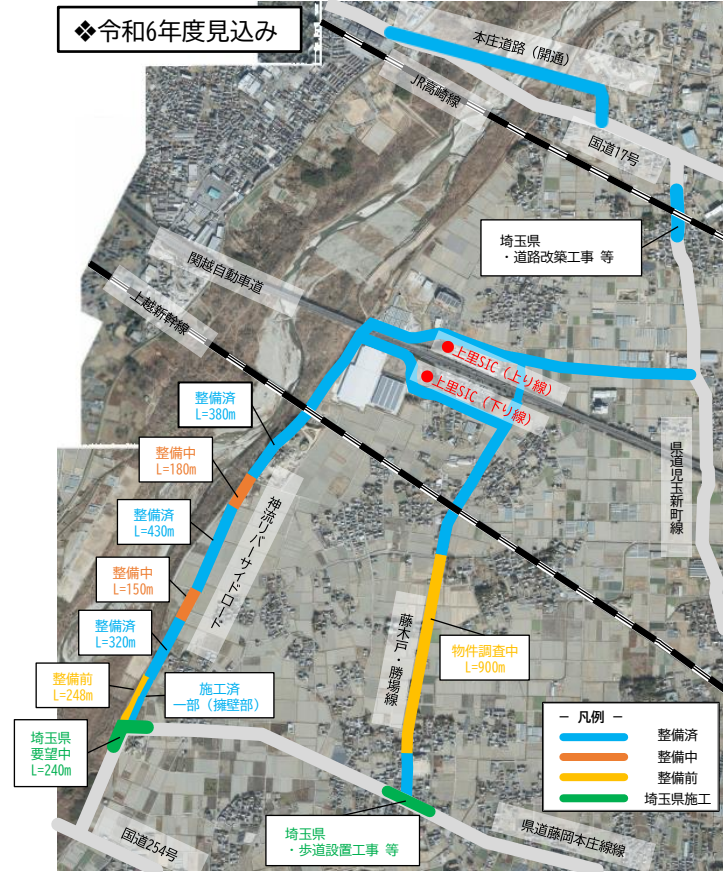 ❖令和6年度見込み
本庄道路（開通）
JR高崎線
国道17号
埼玉県
・道路改築工事 等
関越自動車道
上越新幹線
●上里SIC（上り線）
●上里SIC（下り線）
整備済
L=380m
整備中
L=180m
県道児玉新町線
神流リバーサイドロード
整備済
L=430m
整備中
L=150m
整備済
L=320m
藤木戸・勝場線
物件調査中
L=900m
整備前
L=248m
施工済
一部（擁壁部）
埼玉県
要望中
L=240m
－ 凡例 －
整備済
整備中
整備前
埼玉県施工
国道254号
埼玉県
・歩道設置工事 等
県道藤岡本庄線線